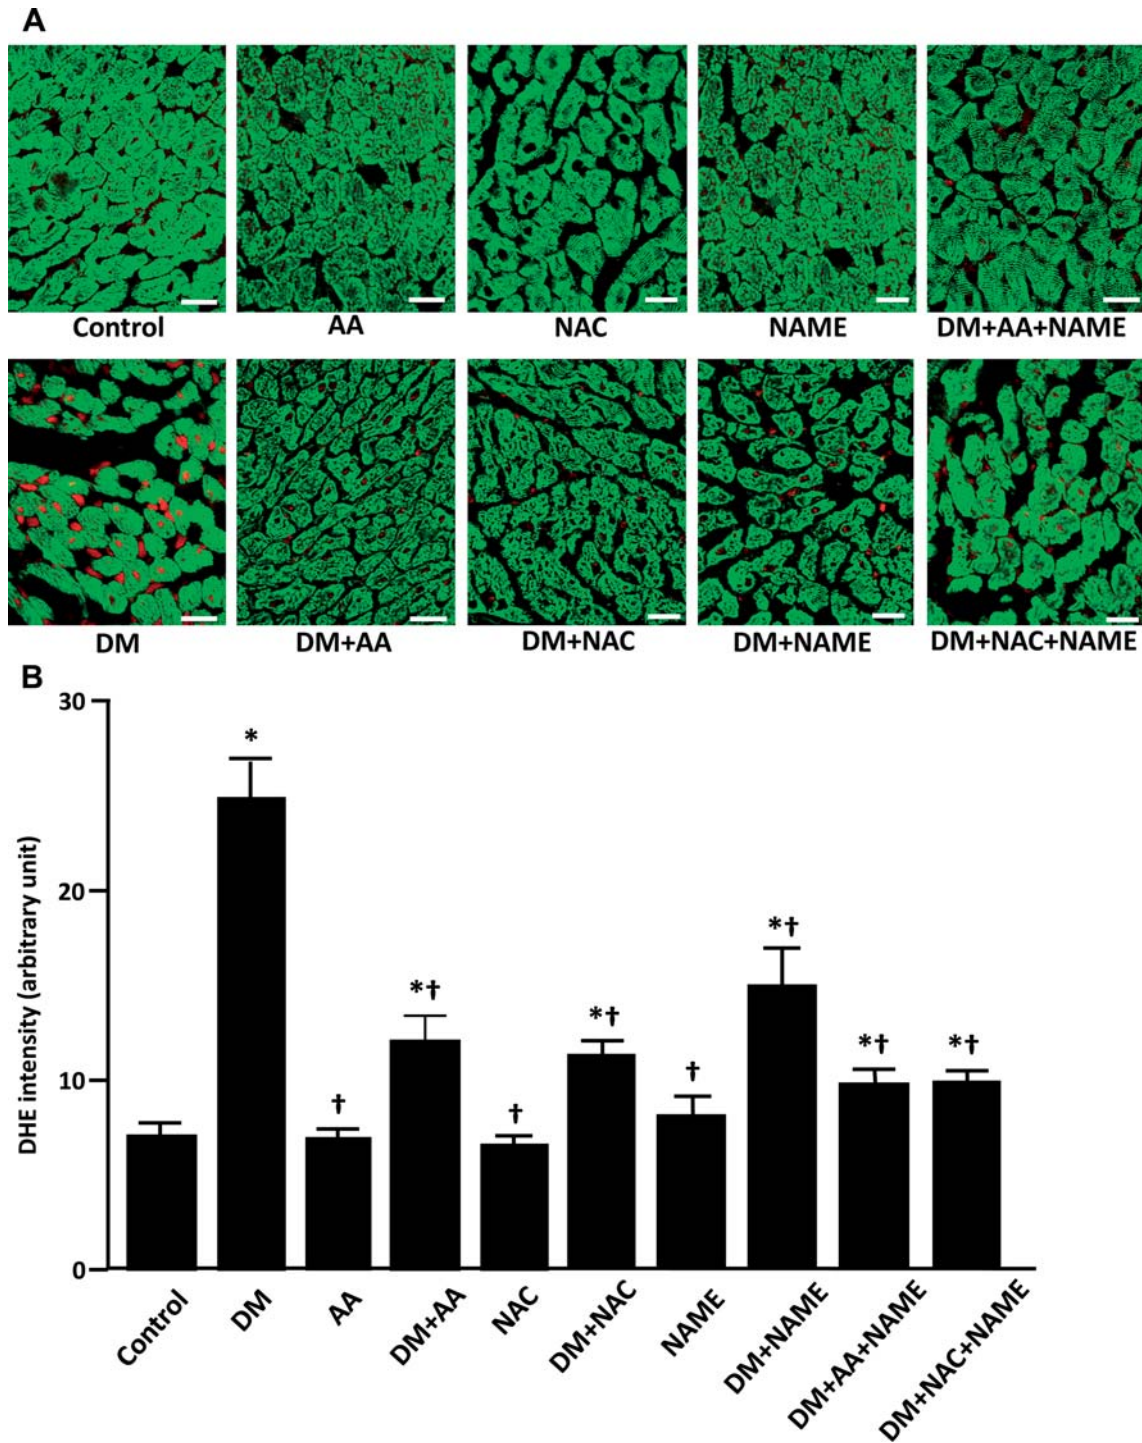 A
Control AA NAC NAME DM+AA+NAME
DM DM+AA DM+NAC DM+NAME DM+NAC+NAME
B
DHE intensity (arbitrary unit)
30
20
10
0
*
†
*†
†
*†
†
*†
*†
*†
Control DM AA DM+AA NAC DM+NAC NAME DM+NAME DM+AA+NAME DM+NAC+NAME